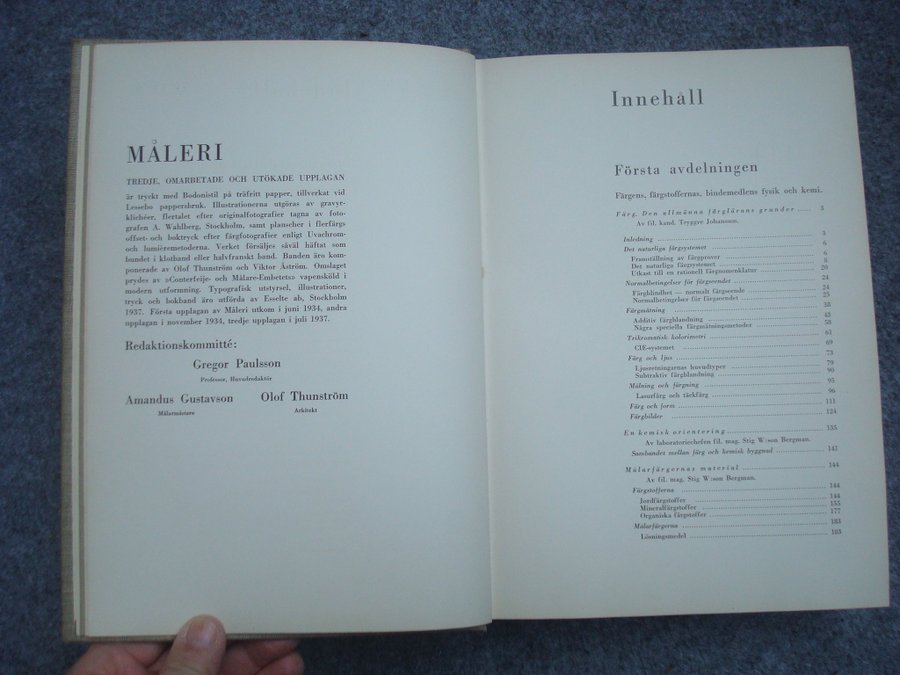 MÅLERI
TREDJE, OMARBETADE OCH UTÖKADE UPPLAGAN
är tryckt med Bodonistil på träfritt papper, tillverkat vid
Lessebo pappersbruk. Illustrationerna utgöras av gravyr-
klichéer, flertalet efter originalfotografier tagna av foto-
grafen A. Wahlberg, Stockholm, samt planscher i flerfärgs
offset- och boktryck efter färgfotografier enligt Uvachrom-
och lumièremetoderna. Verket försäljes såväl häftat som
bundet i klotband eller halvfranskt band. Banden äro kom-
ponerade av Olof Thunström och Viktor Åström. Omslaget
prydes av »Conterfeije- och Målare-Embetets» vapensköld i
modern utformning. Typografisk utstyrsel, illustrationer,
tryck och bokband äro utförda av Esselte ab, Stockholm
1937. Första upplagan av Måleri utkom i juni 1934, andra
upplagan i november 1934, tredje upplagan i juli 1937.
Redaktionskommitté:
Gregor Paulsson
Professor, Huvudredaktör
Amandus Gustavson Olof Thunström
Målarmästare Arkitekt
Innehåll
Första avdelningen
Färgens, färgstoffernas, bindemedlens fysik och kemi.
Färg. Den allmänna färglärans grunder 3
Av fil. kand. Tryggve Johansson.
Inledning 3
Det naturliga färgsystemet 6
Framställning av färgprover 6
Det naturliga färgsystemet 8
Utkast till en rationell färgnomenklatur 20
Normalbetingelser för färgseendet 24
Färgblindhet — normalt färgseende 24
Normalbetingelser för färgseendet 25
Färgmätning 38
Additiv färgblandning 43
Några speciella färgmätningsmetoder 58
Trikromatisk kolorimetri 61
CIE-systemet 69
Färg och ljus 73
Ljusretningarnas huvudtyper 79
Subtraktiv färgblandning 90
Målning och färgning 95
Lasurfärg och täckfärg 96
Färg och form 111
Färgbilder 124
En kemisk orientering 135
Av laboratoriechefen fil. mag. Stig W:son Bergman.
Sambandet mellan färg och kemisk byggnad 141
Målarfärgernas material 144
Av fil. mag. Stig W:son Bergman.
Färgstofferna 144
Jordfärgstoffer 144
Mineralfärgstoffer 155
Organiska färgstoffer 177
Målarfärgerna 183
Lösningsmedel 183